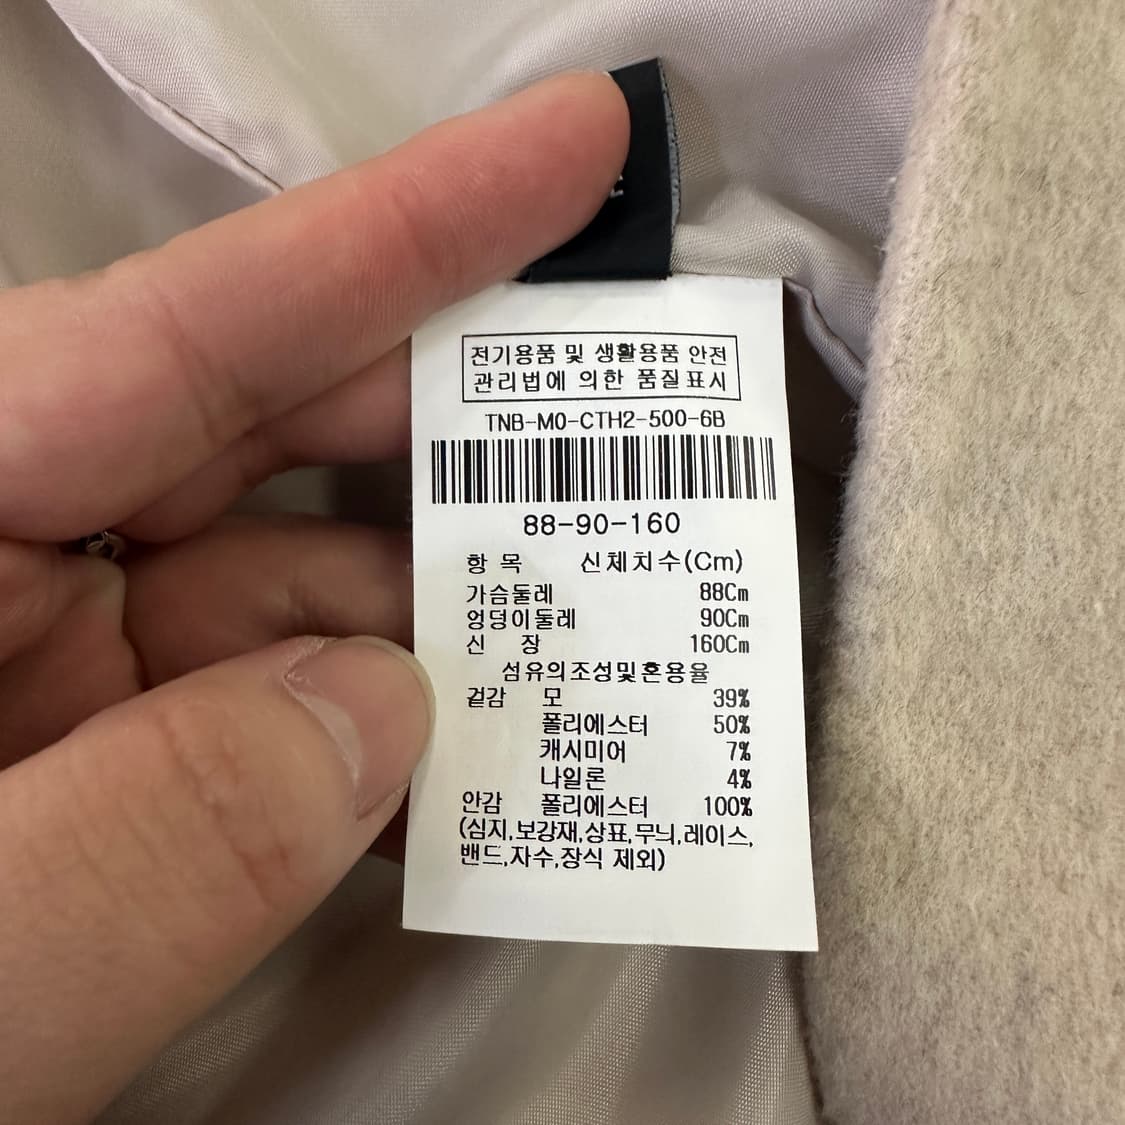 전기용품 및 생활용품 안전
관리법에 의한 품질표시
TNB-MO-CTH2-500-6B
88-90-160
항 목 신체치수(Cm)
가슴둘레 88Cm
엉덩이둘레 90Cm
신 장 160Cm
섬유의조성및혼용율
겉감 모 39%
폴리에스터 50%
캐시미어 7%
나일론 4%
안감 폴리에스터 100%
(심지,보강재,상표,무늬,레이스,
밴드,자수,장식 제외)